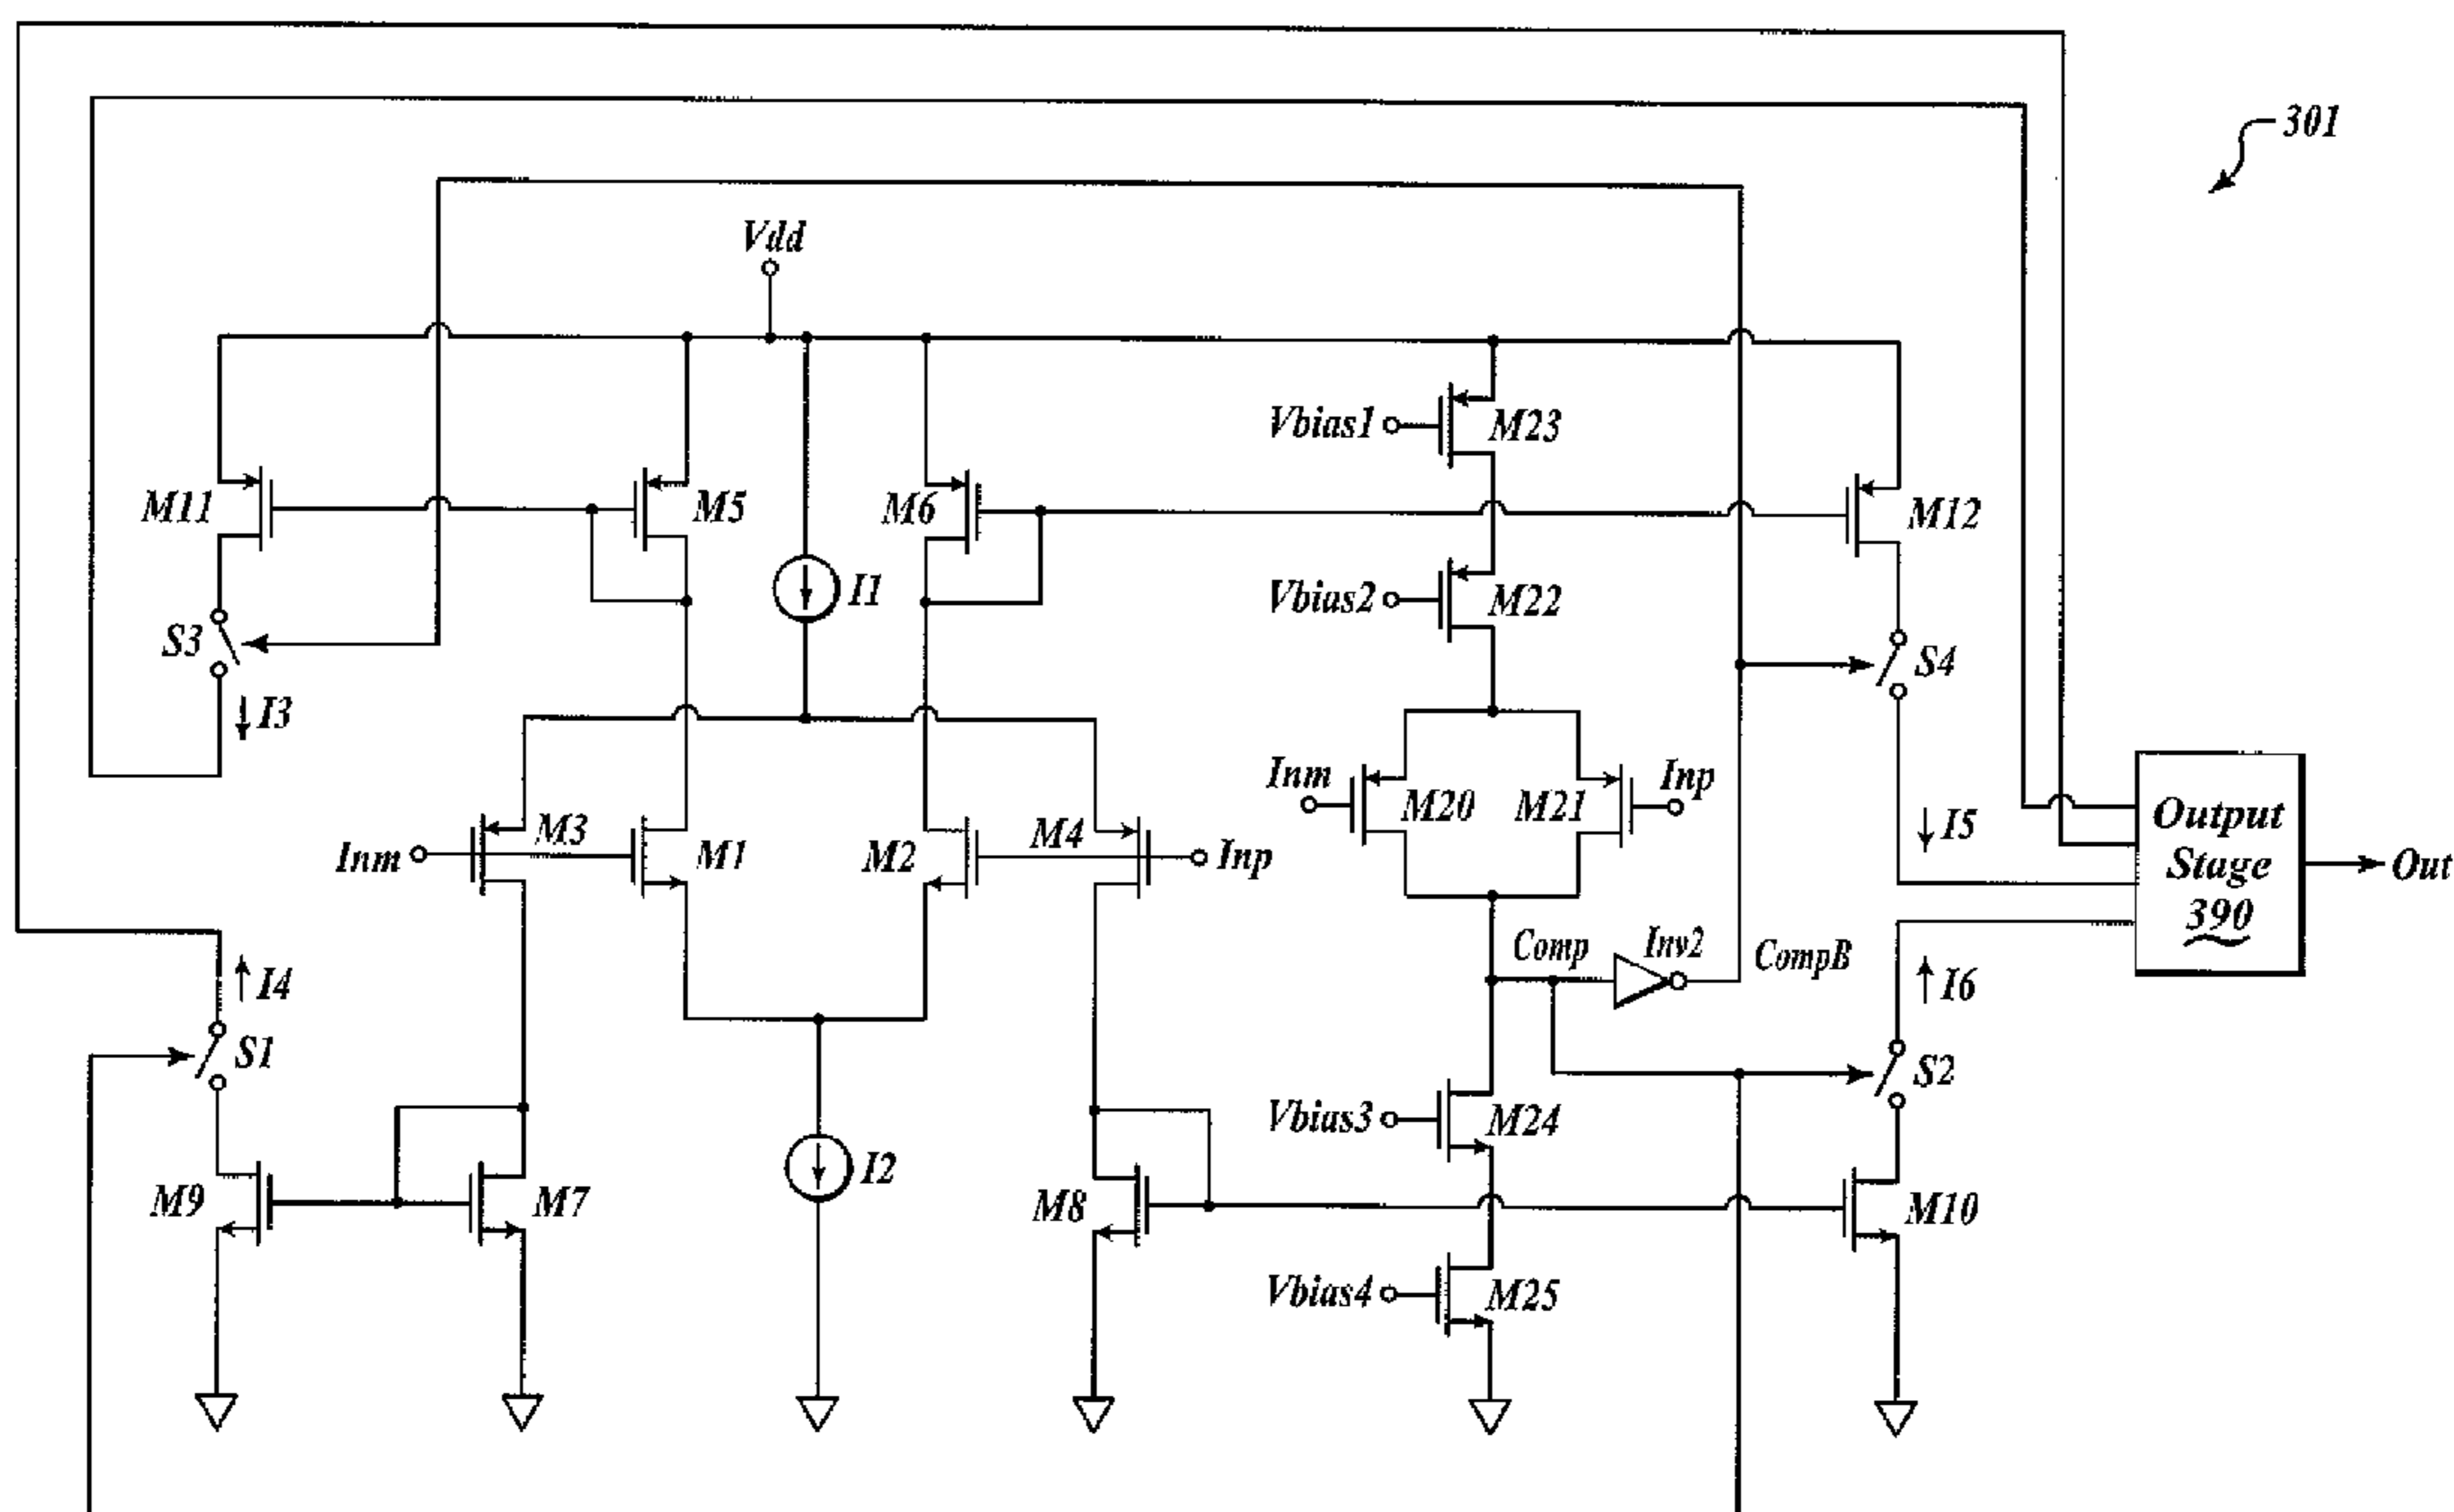 301
Vdd
Vbias1
M23
M11
M5
M6
M12
I1
Vbias2
M22
S3
S4
I3
Inm
M20
M21
Inp
Output
Stage
390
I5
Out
M3
Inm
M1
M2
M4
Inp
Comp
Inv2
CompB
I4
I6
S1
S2
Vbias3
M24
I2
M9
M7
M8
M10
Vbias4
M25